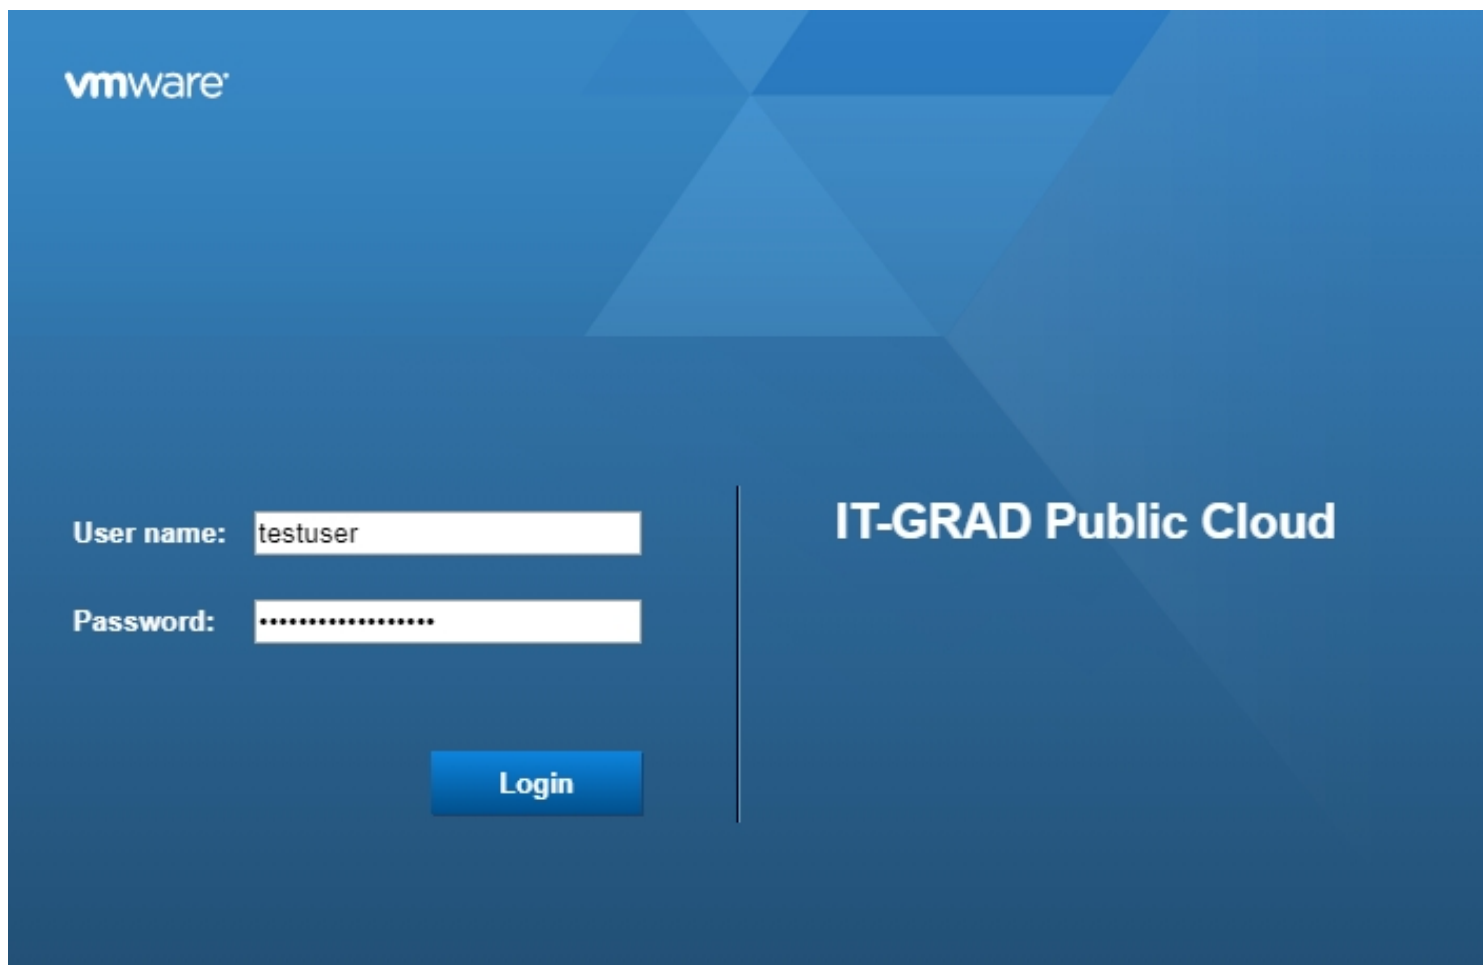 vmware
User name: testuser
IT-GRAD Public Cloud
Password: ••••••••••••••••••
Login